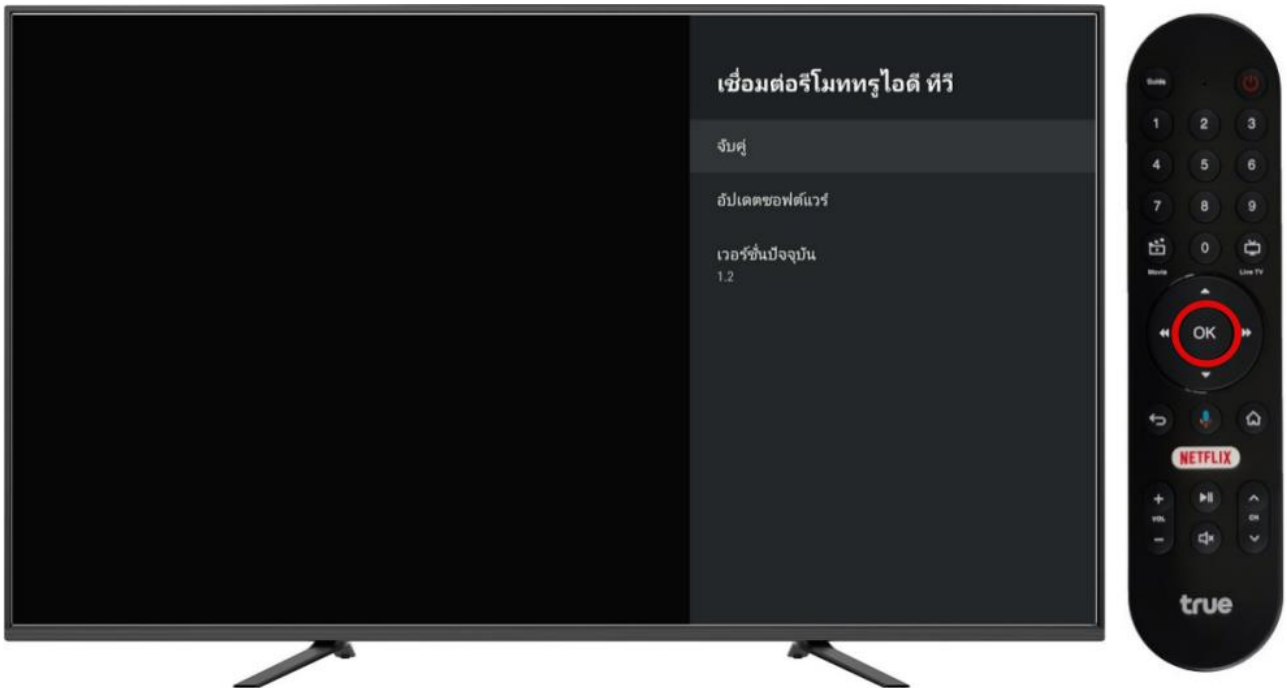 เชื่อมต่อรีโมททรูไอดี ทีวี
จับคู่
อัปเดตซอฟต์แวร์
เวอร์ชั่นปัจจุบัน
1.2
Guide
1 2 3
4 5 6
7 8 9
0
Movie Live TV
OK
NETFLIX
+
VOL CH
-
true